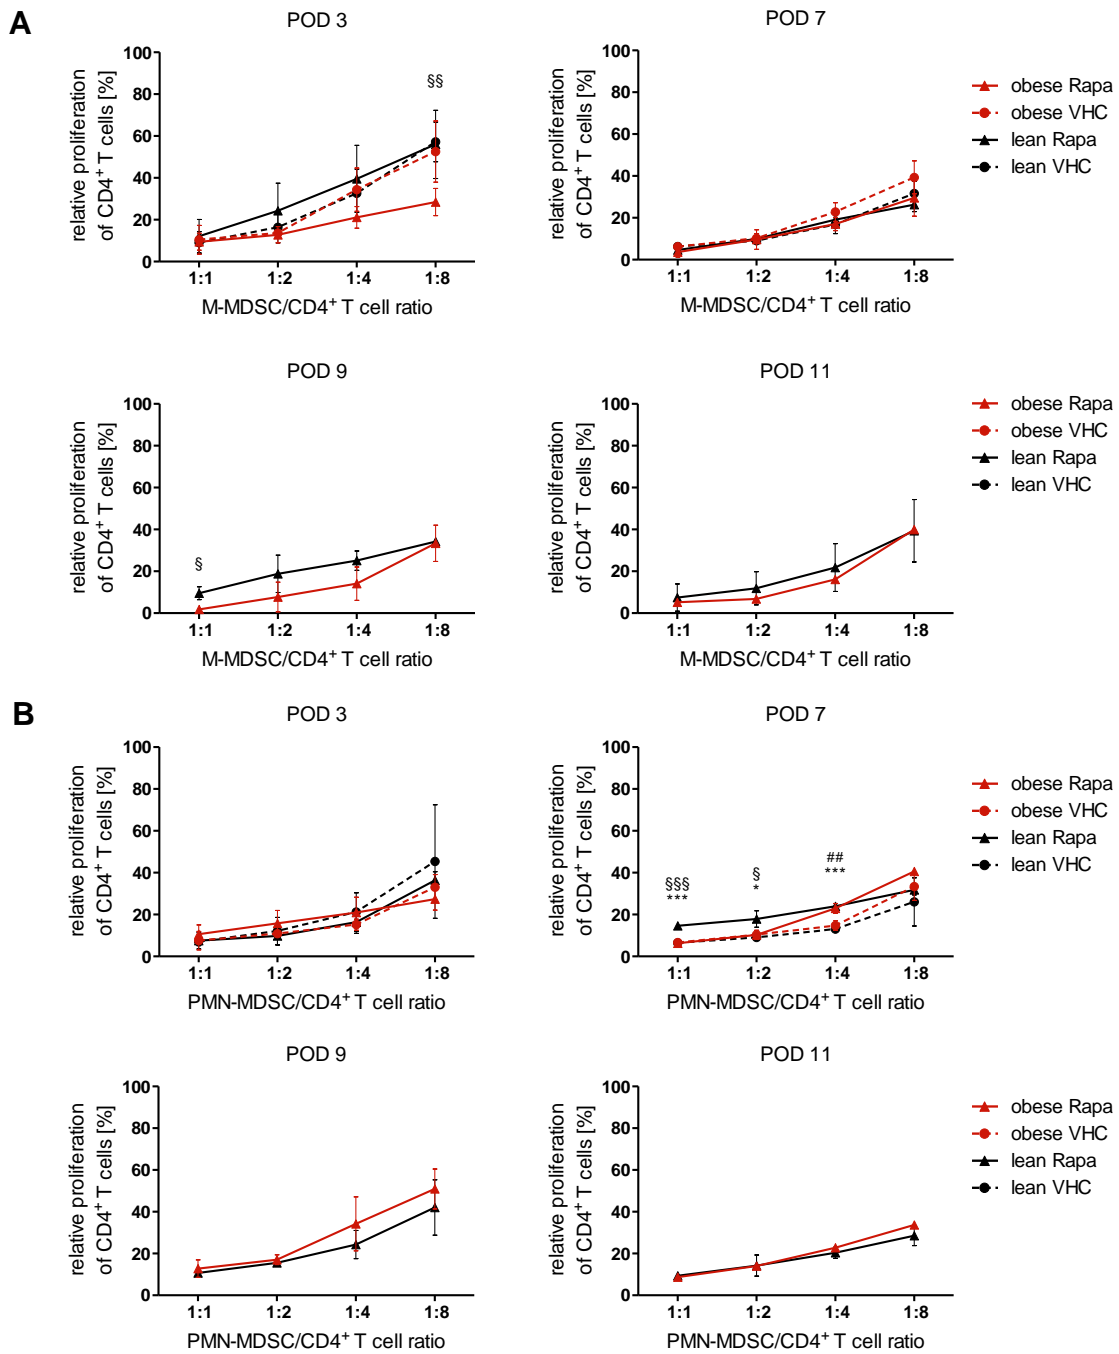 A
POD 3
relative proliferation
of CD4⁺ T cells [%]
100
80
60
40
20
0
§§
1:1 1:2 1:4 1:8
M-MDSC/CD4⁺ T cell ratio
POD 7
relative proliferation
of CD4⁺ T cells [%]
100
80
60
40
20
0
1:1 1:2 1:4 1:8
M-MDSC/CD4⁺ T cell ratio
obese Rapa
obese VHC
lean Rapa
lean VHC
POD 9
relative proliferation
of CD4⁺ T cells [%]
100
80
60
40
20
0
§
1:1 1:2 1:4 1:8
M-MDSC/CD4⁺ T cell ratio
POD 11
relative proliferation
of CD4⁺ T cells [%]
100
80
60
40
20
0
1:1 1:2 1:4 1:8
M-MDSC/CD4⁺ T cell ratio
obese Rapa
obese VHC
lean Rapa
lean VHC
B
POD 3
relative proliferation
of CD4⁺ T cells [%]
100
80
60
40
20
0
1:1 1:2 1:4 1:8
PMN-MDSC/CD4⁺ T cell ratio
POD 7
relative proliferation
of CD4⁺ T cells [%]
100
80
60
40
20
0
§§§
***
§
*
##
***
1:1 1:2 1:4 1:8
PMN-MDSC/CD4⁺ T cell ratio
obese Rapa
obese VHC
lean Rapa
lean VHC
POD 9
relative proliferation
of CD4⁺ T cells [%]
100
80
60
40
20
0
1:1 1:2 1:4 1:8
PMN-MDSC/CD4⁺ T cell ratio
POD 11
relative proliferation
of CD4⁺ T cells [%]
100
80
60
40
20
0
1:1 1:2 1:4 1:8
PMN-MDSC/CD4⁺ T cell ratio
obese Rapa
obese VHC
lean Rapa
lean VHC